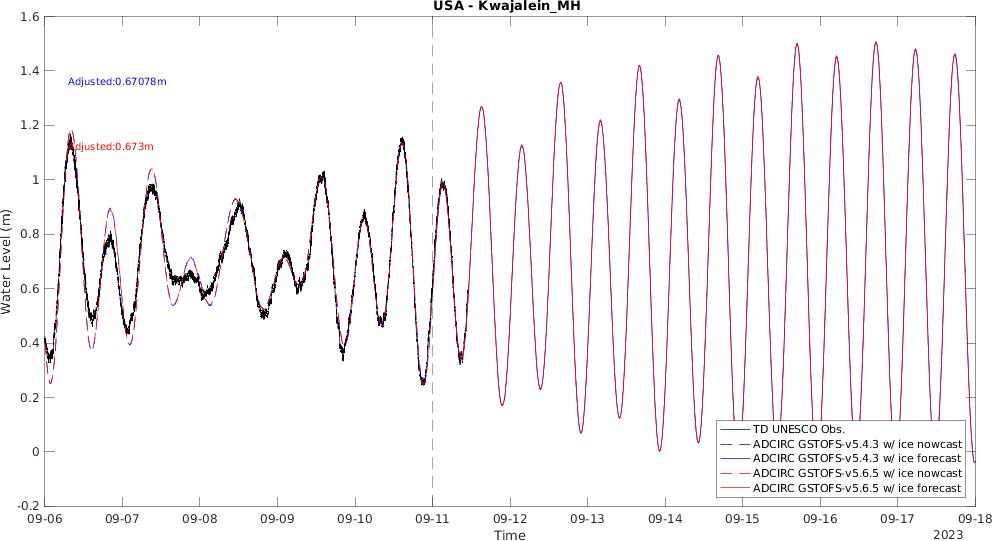 USA - Kwajalein_MH
1.6
1.4
1.2
1
0.8
0.6
0.4
0.2
0
-0.2
Water Level (m)
Adjusted:0.67078m
Adjusted:0.673m
TD UNESCO Obs.
ADCIRC GSTOFS-v5.4.3 w/ ice nowcast
ADCIRC GSTOFS-v5.4.3 w/ ice forecast
ADCIRC GSTOFS-v5.6.5 w/ ice nowcast
ADCIRC GSTOFS-v5.6.5 w/ ice forecast
09-06 09-07 09-08 09-09 09-10 09-11 09-12 09-13 09-14 09-15 09-16 09-17 09-18
Time
2023